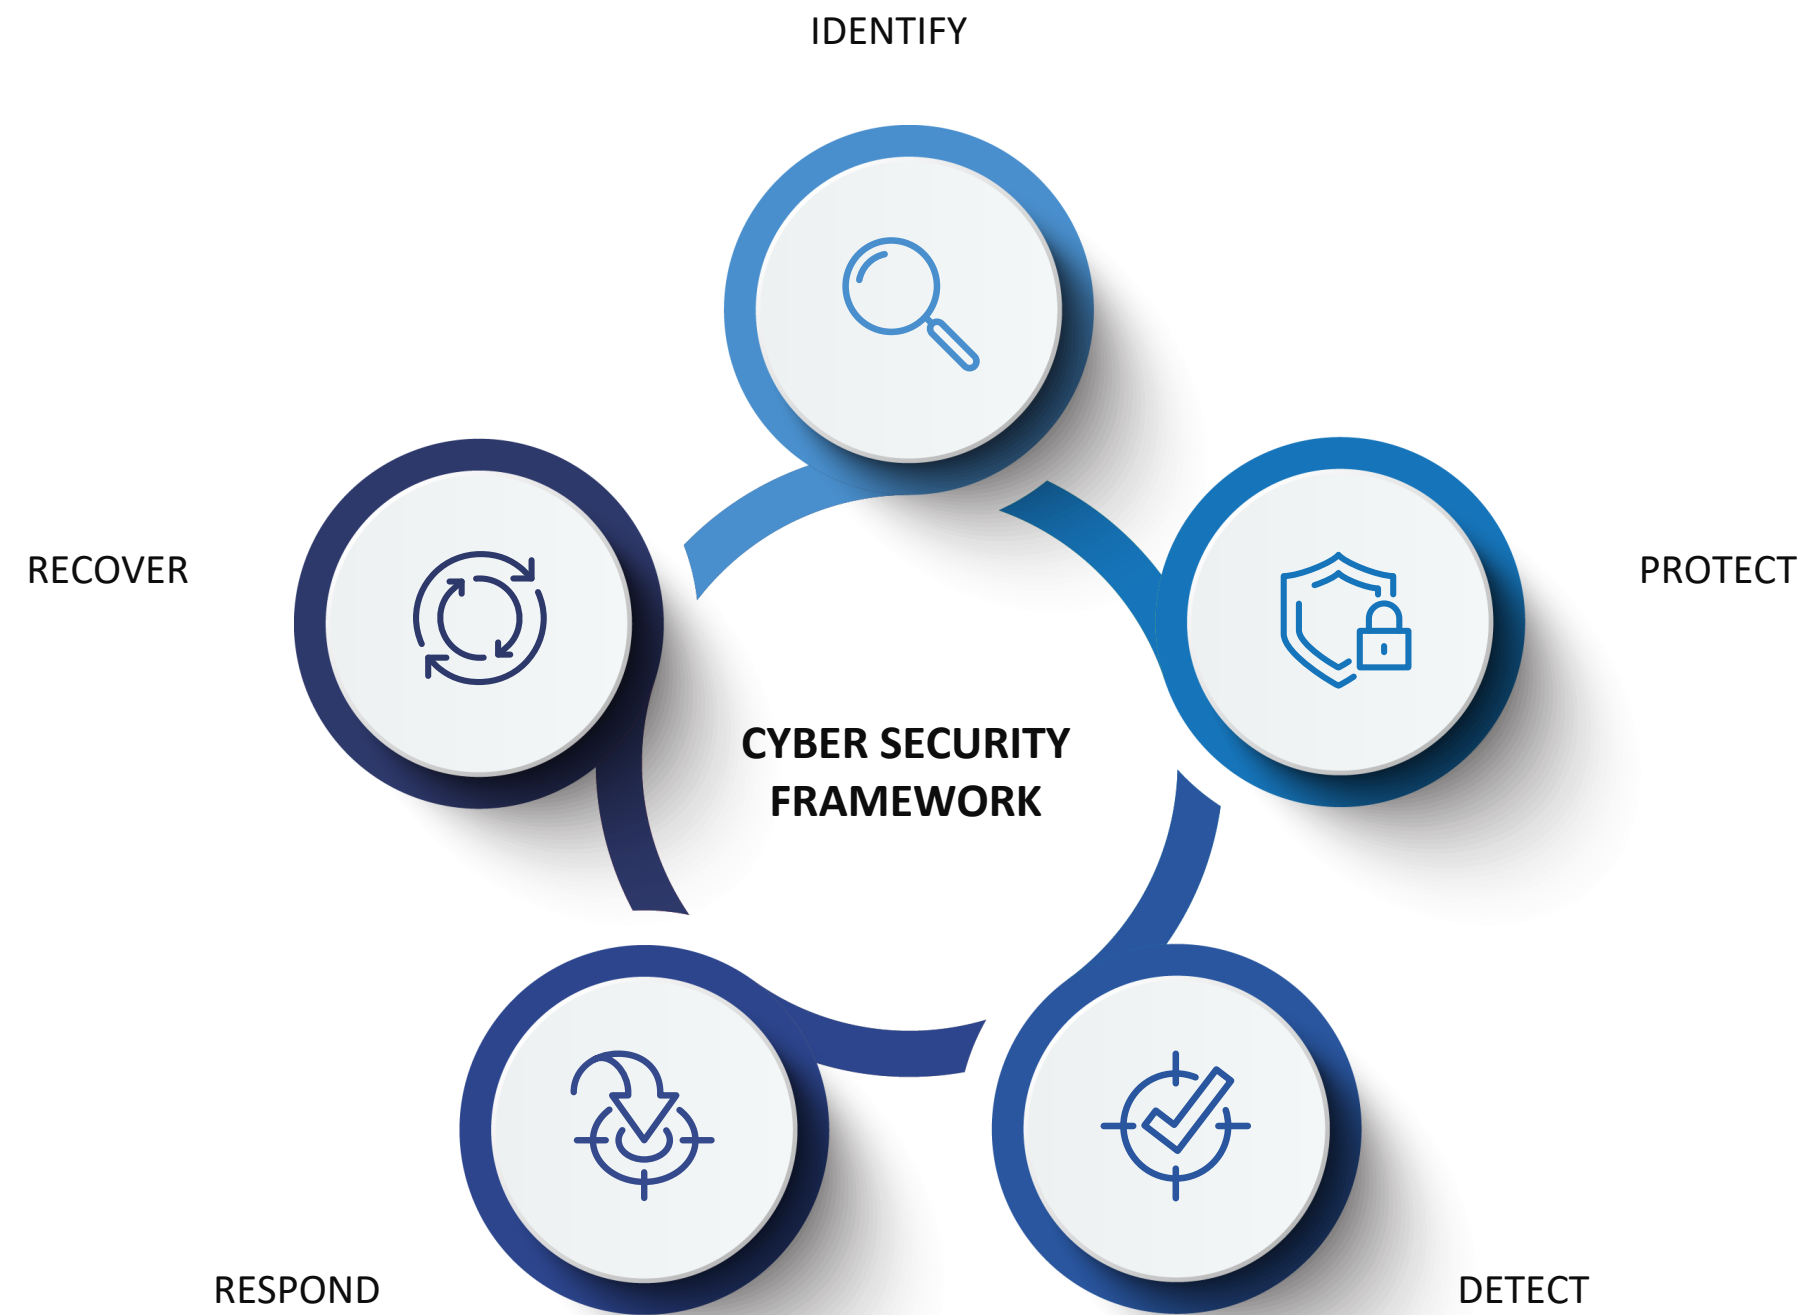 IDENTIFY
RECOVER
PROTECT
CYBER SECURITY
FRAMEWORK
RESPOND
DETECT